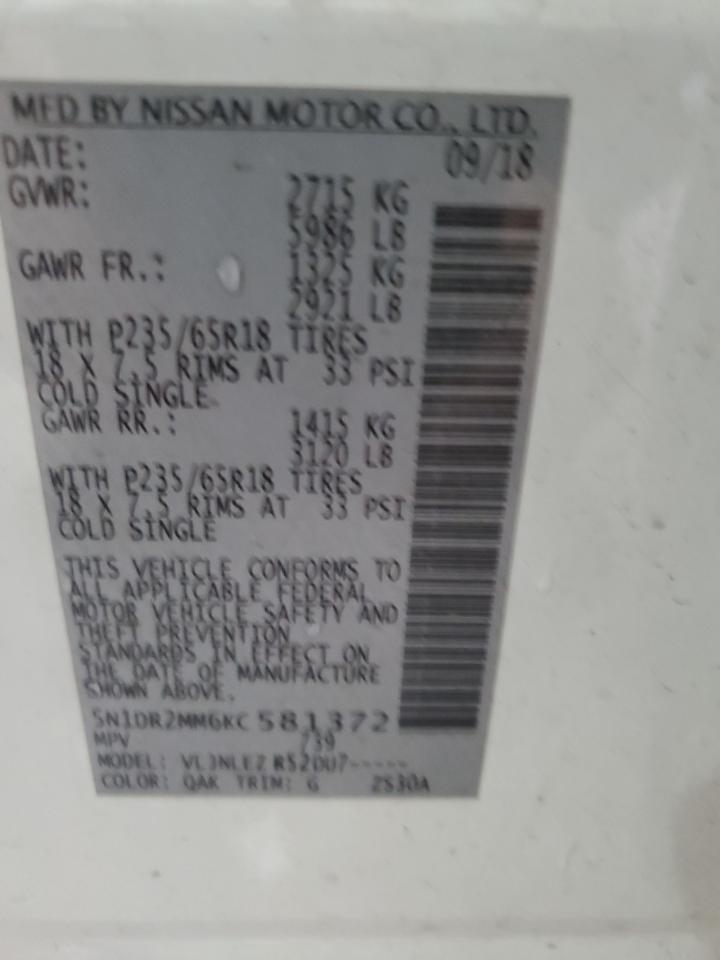 MFD BY NISSAN MOTOR CO., LTD.
DATE: 09/18
GVWR: 2715 KG
5986 LB
GAWR FR.: 1325 KG
2921 LB
WITH P235/65R18 TIRES
18 X 7.5 RIMS AT 33 PSI
COLD SINGLE
GAWR RR.: 1415 KG
3120 LB
WITH P235/65R18 TIRES
18 X 7.5 RIMS AT 33 PSI
COLD SINGLE
THIS VEHICLE CONFORMS TO
ALL APPLICABLE FEDERAL
MOTOR VEHICLE SAFETY AND
THEFT PREVENTION
STANDARDS IN EFFECT ON
THE DATE OF MANUFACTURE
SHOWN ABOVE.
5N1DR2MM6KC581372
MPV 739
MODEL: VLJNLEZ R52DU7-----
COLOR: QAK TRIM: G 2S30A